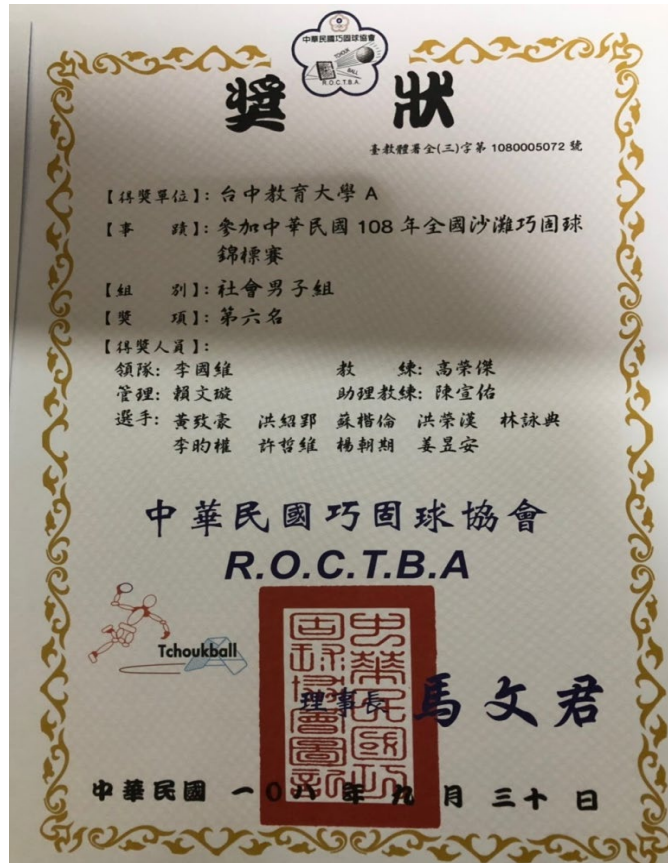 中華民國巧固球協會
TCHOUK
BALL
R.O.C.T.B.A
獎狀
臺教體署全(三)字第 1080005072 號
【得獎單位】：台中教育大學 A
【事　　蹟】：參加中華民國 108 年全國沙灘巧固球
錦標賽
【組　　別】：社會男子組
【獎　　項】：第六名
【得獎人員】：
領隊：李國維　教　　練：高榮傑
管理：賴文璇　助理教練：陳宣佑
選手：黃致豪　洪紹郢　蘇楷倫　洪榮漢　林詠典
李昀權　許哲維　楊朝期　姜昱安
中華民國巧固球協會
R.O.C.T.B.A
Tchoukball
中華民國巧固球協會圖記
理事長 馬文君
中華民國 一0八 年 九 月 三十 日